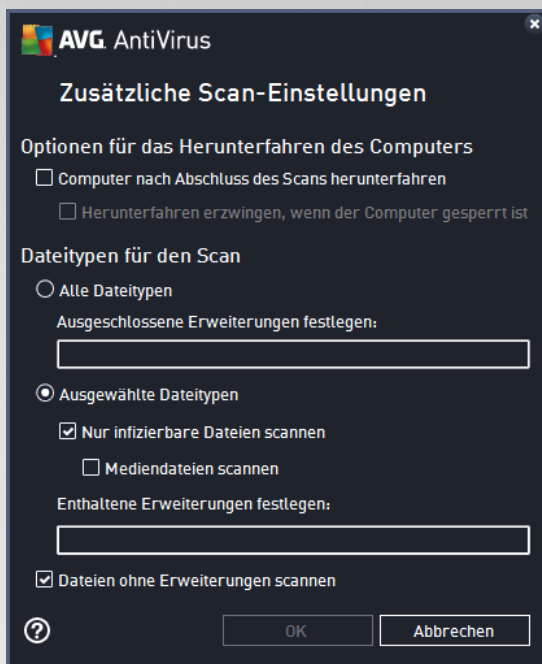 AVG AntiVirus
Zusätzliche Scan-Einstellungen
Optionen für das Herunterfahren des Computers
Computer nach Abschluss des Scans herunterfahren
Herunterfahren erzwingen, wenn der Computer gesperrt ist
Dateitypen für den Scan
Alle Dateitypen
Ausgeschlossene Erweiterungen festlegen:
Ausgewählte Dateitypen
Nur infizierbare Dateien scannen
Mediendateien scannen
Enthaltene Erweiterungen festlegen:
Dateien ohne Erweiterungen scannen
? OK Abbrechen